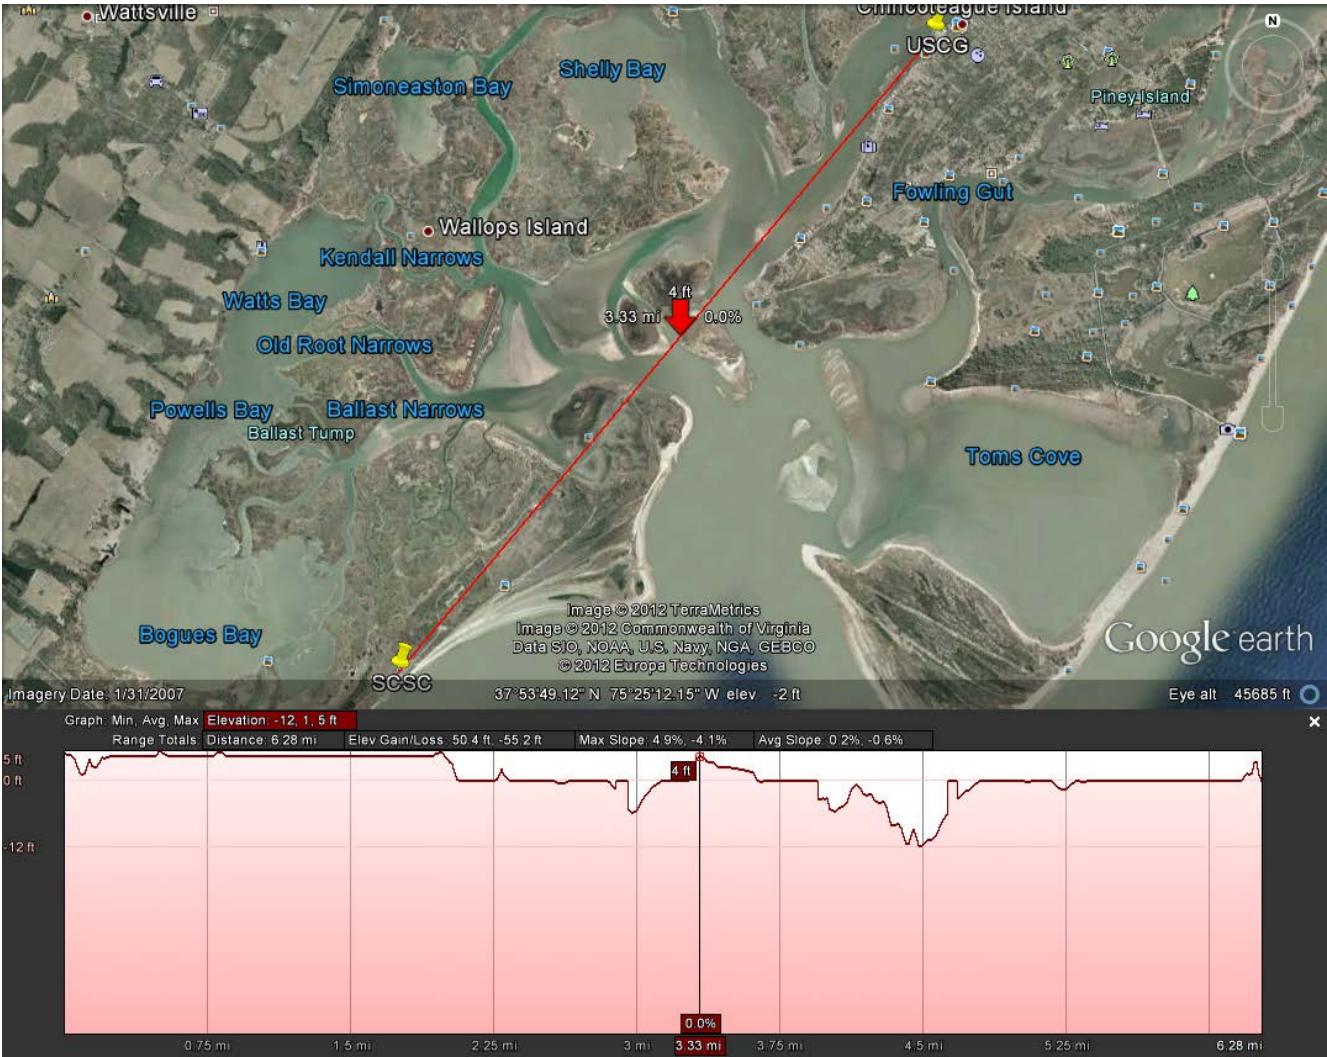 Wattsville
Chincoteague Island
USCG
Simoneaston Bay
Shelly Bay
Piney Island
Fowling Gut
Wallops Island
Kendall Narrows
Watts Bay
4 ft
3.33 mi 0.0%
Old Root Narrows
Powells Bay
Ballast Narrows
Ballast Tump
Toms Cove
Bogues Bay
SCSC
Image © 2012 TerraMetrics
Image © 2012 Commonwealth of Virginia
Data SIO, NOAA, U.S. Navy, NGA, GEBCO
© 2012 Europa Technologies
Google earth
N
Imagery Date: 1/31/2007 37°53'49.12" N 75°25'12.15" W elev -2 ft Eye alt 45685 ft
Graph: Min, Avg, Max Elevation: -12, 1, 5 ft
Range Totals: Distance: 6.28 mi Elev Gain/Loss: 50.4 ft, -55.2 ft Max Slope: 4.9%, -4.1% Avg Slope: 0.2%, -0.6%
5 ft
4 ft
0 ft
-12 ft
0.0%
0.75 mi 1.5 mi 2.25 mi 3 mi 3.33 mi 3.75 mi 4.5 mi 5.25 mi 6.28 mi